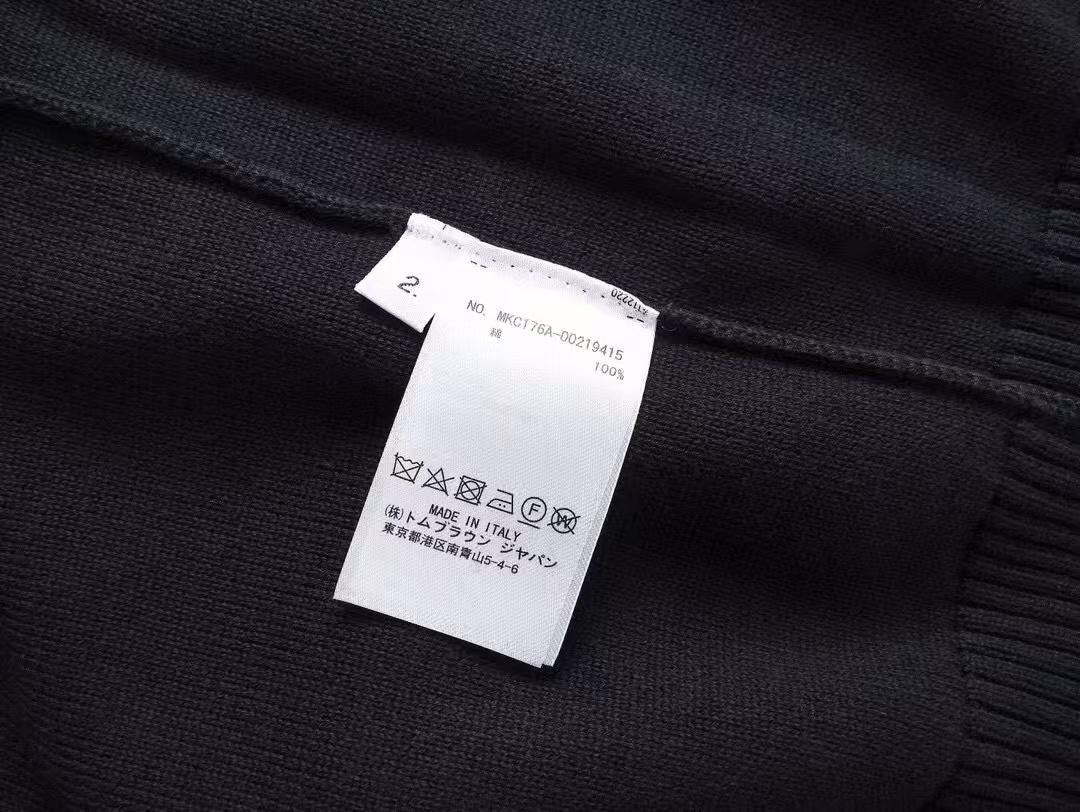 2.
NO. MKC176A-00219415
綿
100%
F
W
MADE IN ITALY
(株)トムブラウン ジャパン
東京都港区南青山5-4-6